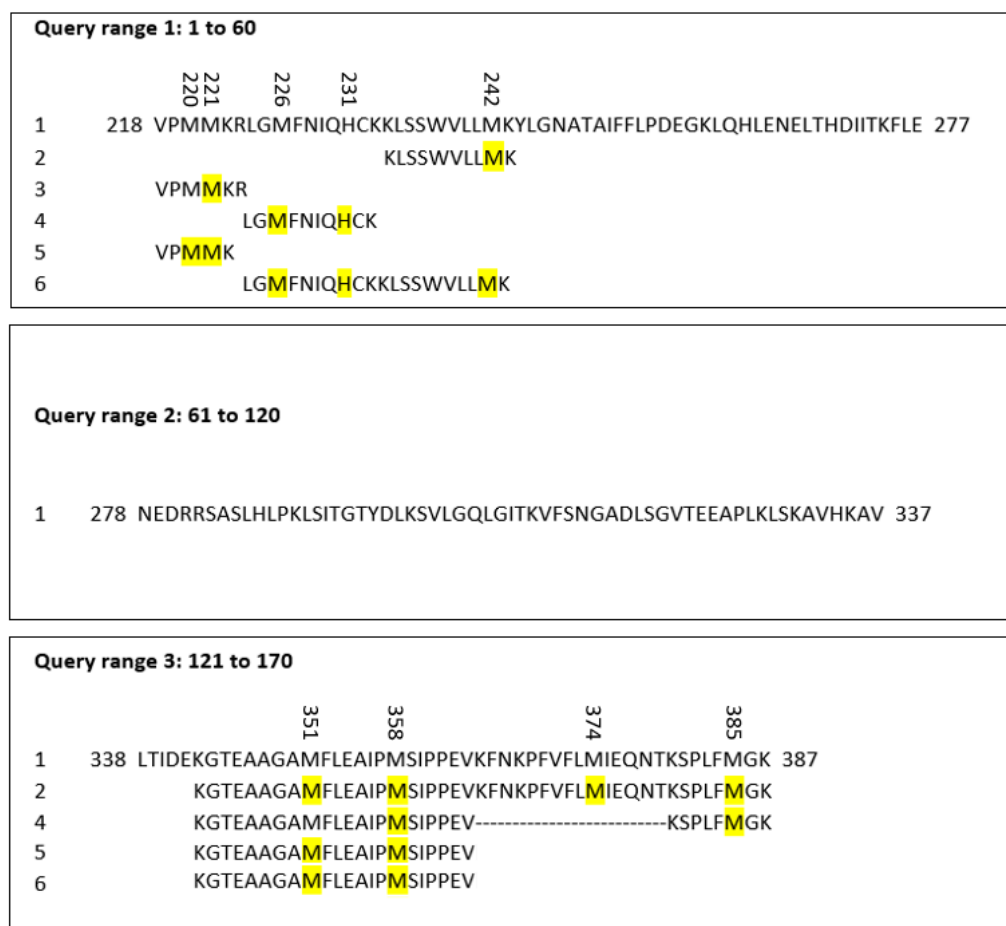 Query range 1: 1 to 60
220 221 226 231 242
1 218 VPMMKRLGMFNIQHCKKLSSWVLLMKYLGNATAIFFLPDEGKLQHLENELTHDIITKFLE 277
2 KLSSWVLLMK
3 VPMMKR
4 LGMFNIQHCK
5 VPMMK
6 LGMFNIQHCKKLSSWVLLMK
Query range 2: 61 to 120
1 278 NEDRRSASLHLPKLSITGTYDLKSVLGQLGITKVFSNGADLSGVTEEAPLKLSKAVHKAV 337
Query range 3: 121 to 170
351 358 374 385
1 338 LTIDEKGTEAAGAMFLEAIPMSIPPEVKFNKPFVFLMIEQNTKSPLFMGK 387
2 KGTEAAGAMFLEAIPMSIPPEVKFNKPFVFLMIEQNTKSPLFMGK
4 KGTEAAGAMFLEAIPMSIPPEV--------------------------KSPLFMGK
5 KGTEAAGAMFLEAIPMSIPPEV
6 KGTEAAGAMFLEAIPMSIPPEV